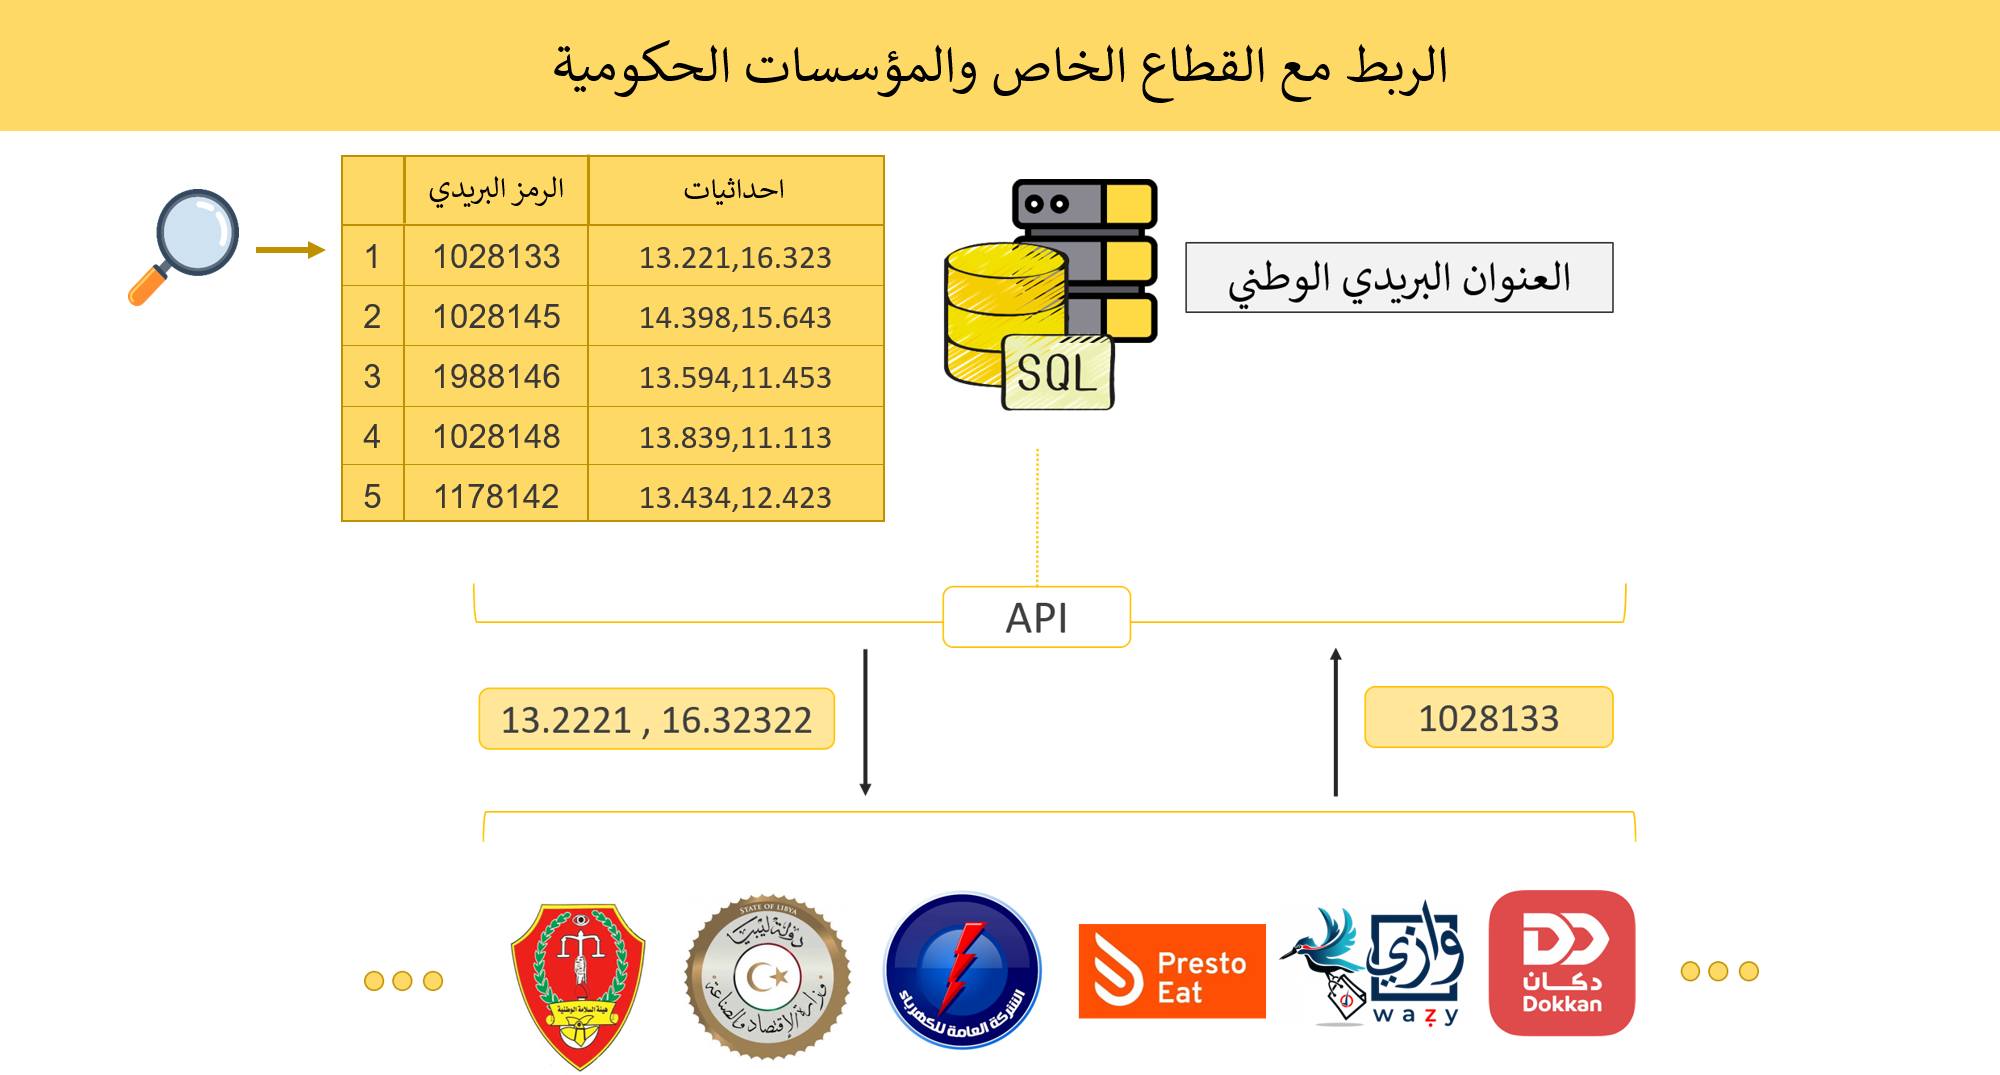 الربط مع القطاع الخاص والمؤسسات الحكومية
الرمز البريدي احداثيات
1 1028133 13.221,16.323
2 1028145 14.398,15.643
3 1988146 13.594,11.453
4 1028148 13.839,11.113
5 1178142 13.434,12.423
SQL
العنوان البريدي الوطني
API
13.2221 , 16.32322
1028133
هيئة السلامة الوطنية
STATE OF LIBYA
دولة ليبيا
وزارة الإقتصاد والصناعة
الشركة العامة للكهرباء
Presto
Eat
وازي
wazy
دكان
Dokkan